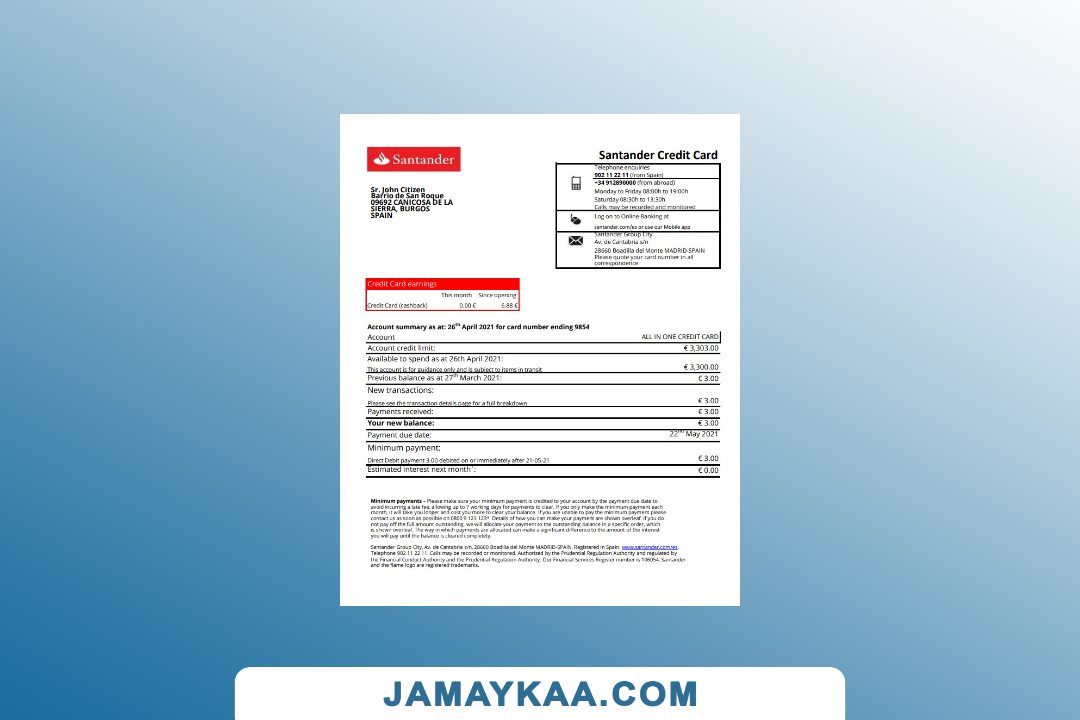 Santander
Santander Credit Card
Sr. John Citizen
Barrio de San Roque
09692 CANICOSA DE LA
SIERRA, BURGOS
SPAIN
Telephone enquiries
902 11 22 11 (from Spain)
+34 912890000 (from abroad)
Monday to Friday 08:00h to 19:00h
Saturday 08:30h to 13:30h
Calls may be recorded and monitored
Log on to Online Banking at
santander.com/es or use our Mobile app
Santander Group City
Av. de Cantabria s/n
28660 Boadilla del Monte MADRID-SPAIN
Please quote your card number in all
correspondence
Credit Card earnings
This month Since opening
Credit Card (cashback) 0.00 € 6.88 €
Account summary as at: 26th April 2021 for card number ending 9854
Account ALL IN ONE CREDIT CARD
Account credit limit: € 3,303.00
Available to spend as at 26th April 2021:
This account is for guidance only and is subject to items in transit € 3,300.00
Previous balance as at 27th March 2021: € 3.00
New transactions:
Please see the transaction details page for a full breakdown € 3.00
Payments received: € 3.00
Your new balance: € 3.00
Payment due date: 22nd May 2021
Minimum payment:
Direct Debit payment 3.00 debited on or immediately after 21-05-21 € 3.00
Estimated interest next month*: € 0.00
Minimum payments – Please make sure your minimum payment is credited to your account by the payment due date to
avoid incurring a late fee, allowing up to 7 working days for payments to clear. If you only make the minimum payment each
month, it will take you longer and cost you more to clear your balance. If you are unable to pay the minimum payment please
contact us as soon as possible on 0800 9 123 123*. Details of how you can make your payment are shown overleaf. If you do
not pay off the full amount outstanding, we will allocate your payment to the outstanding balance in a specific order, which
is shown overleaf. The way in which payments are allocated can make a significant difference to the amount of the interest
you will pay until the balance is cleared completely.
Santander Group City, Av. de Cantabria s/n, 28660 Boadilla del Monte MADRID-SPAIN. Registered in Spain. www.santander.com/es.
Telephone 902 11 22 11. Calls may be recorded or monitored. Authorized by the Prudential Regulation Authority and regulated by
the Financial Conduct Authority and the Prudential Regulation Authority. Our Financial Services Register number is 106054. Santander
and the flame logo are registered trademarks.
JAMAYKAA.COM